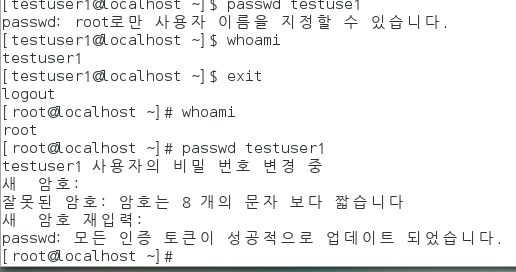 [testuser1@localhost ~]$ passwd testuse1
passwd: root로만 사용자 이름을 지정할 수 있습니다.
[testuser1@localhost ~]$ whoami
testuser1
[testuser1@localhost ~]$ exit
logout
[root@localhost ~]# whoami
root
[root@localhost ~]# passwd testuser1
testuser1 사용자의 비밀 번호 변경 중
새 암호:
잘못된 암호: 암호는 8 개의 문자 보다 짧습니다
새 암호 재입력:
passwd: 모든 인증 토큰이 성공적으로 업데이트 되었습니다.
[root@localhost ~]#